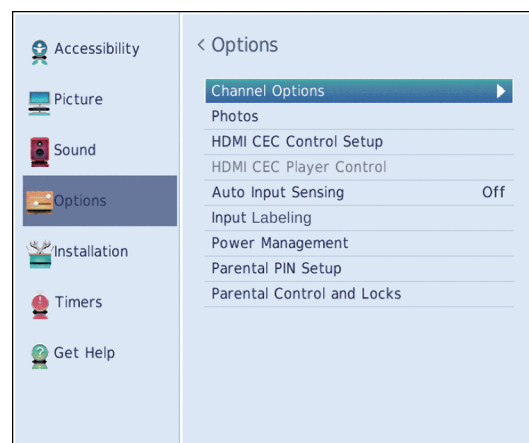 Accessibility
Picture
Sound
Options
Installation
Timers
Get Help
< Options
Channel Options
Photos
HDMI CEC Control Setup
HDMI CEC Player Control
Auto Input Sensing Off
Input Labeling
Power Management
Parental PIN Setup
Parental Control and Locks